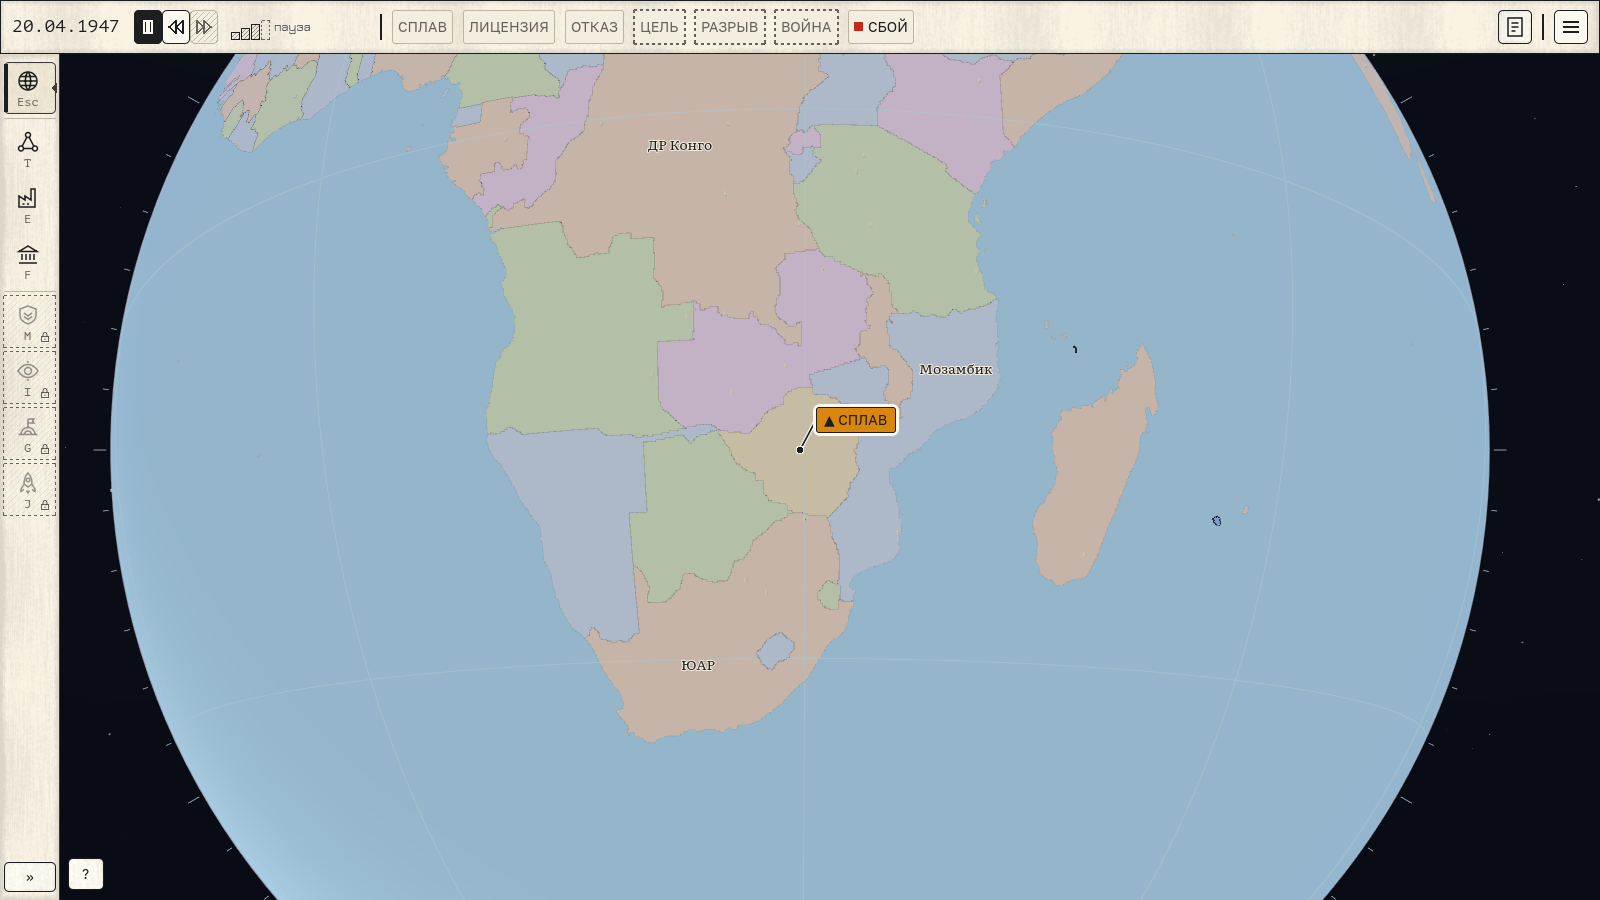 20.04.1947
пауза
СПЛАВ
ЛИЦЕНЗИЯ
ОТКАЗ
ЦЕЛЬ
РАЗРЫВ
ВОЙНА
СБОЙ
Esc
T
E
F
M
I
G
J
»
?
ДР Конго
Мозамбик
▲ СПЛАВ
ЮАР